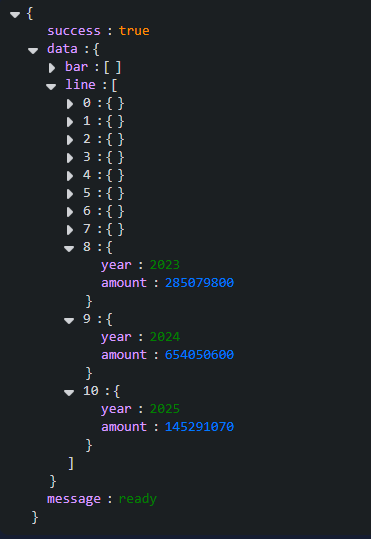 {
success : true
data :{
bar :[ ]
line :[
0 :{ }
1 :{ }
2 :{ }
3 :{ }
4 :{ }
5 :{ }
6 :{ }
7 :{ }
8 :{
year : 2023
amount : 285079800
}
9 :{
year : 2024
amount : 654050600
}
10 :{
year : 2025
amount : 145291070
}
]
}
message : ready
}